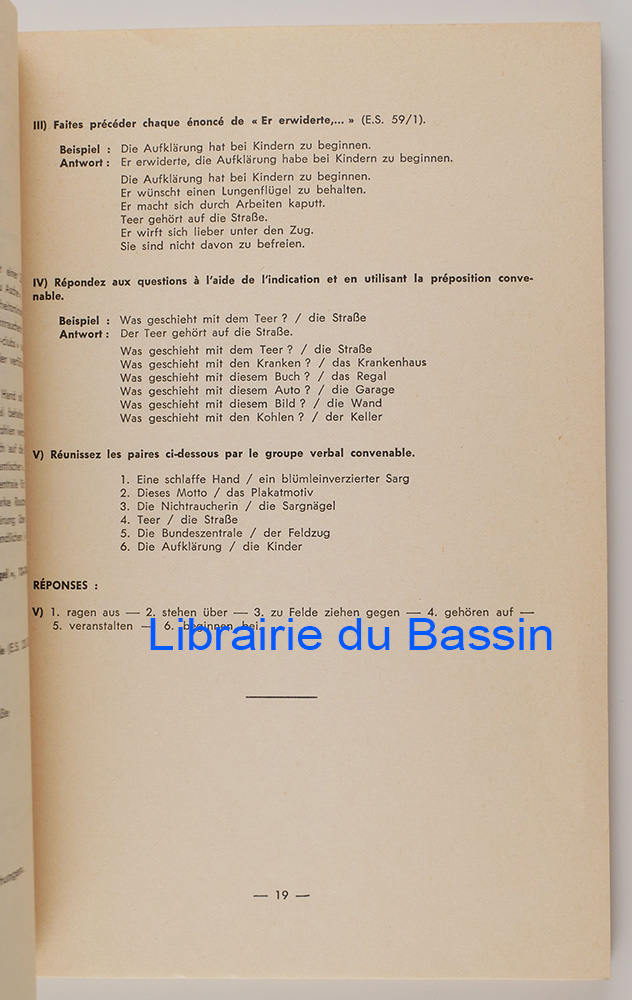 III) Faites précéder chaque énoncé de « Er erwiderte,... » (E.S. 59/1).
Beispiel : Die Aufklärung hat bei Kindern zu beginnen.
Antwort : Er erwiderte, die Aufklärung habe bei Kindern zu beginnen.
Die Aufklärung hat bei Kindern zu beginnen.
Er wünscht einen Lungenflügel zu behalten.
Er macht sich durch Arbeiten kaputt.
Teer gehört auf die Straße.
Er wirft sich lieber unter den Zug.
Sie sind nicht davon zu befreien.
IV) Répondez aux questions à l'aide de l'indication et en utilisant la préposition conve-
nable.
Beispiel : Was geschieht mit dem Teer ? / die Straße
Antwort : Der Teer gehört auf die Straße.
Was geschieht mit dem Teer ? / die Straße
Was geschieht mit den Kranken ? / das Krankenhaus
Was geschieht mit diesem Buch ? / das Regal
Was geschieht mit diesem Auto ? / die Garage
Was geschieht mit diesem Bild ? / die Wand
Was geschieht mit den Kohlen ? / der Keller
V) Réunissez les paires ci-dessous par le groupe verbal convenable.
1. Eine schlaffe Hand / ein blümleinverzierter Sarg
2. Dieses Motto / das Plakatmotiv
3. Die Nichtraucherin / die Sargnägel
4. Teer / die Straße
5. Die Bundeszentrale / der Feldzug
6. Die Aufklärung / die Kinder
RÉPONSES :
V) 1. ragen aus — 2. stehen über — 3. zu Felde ziehen gegen — 4. gehören auf —
5. veranstalten — 6. beginnen bei.
Librairie du Bassin
— 19 —